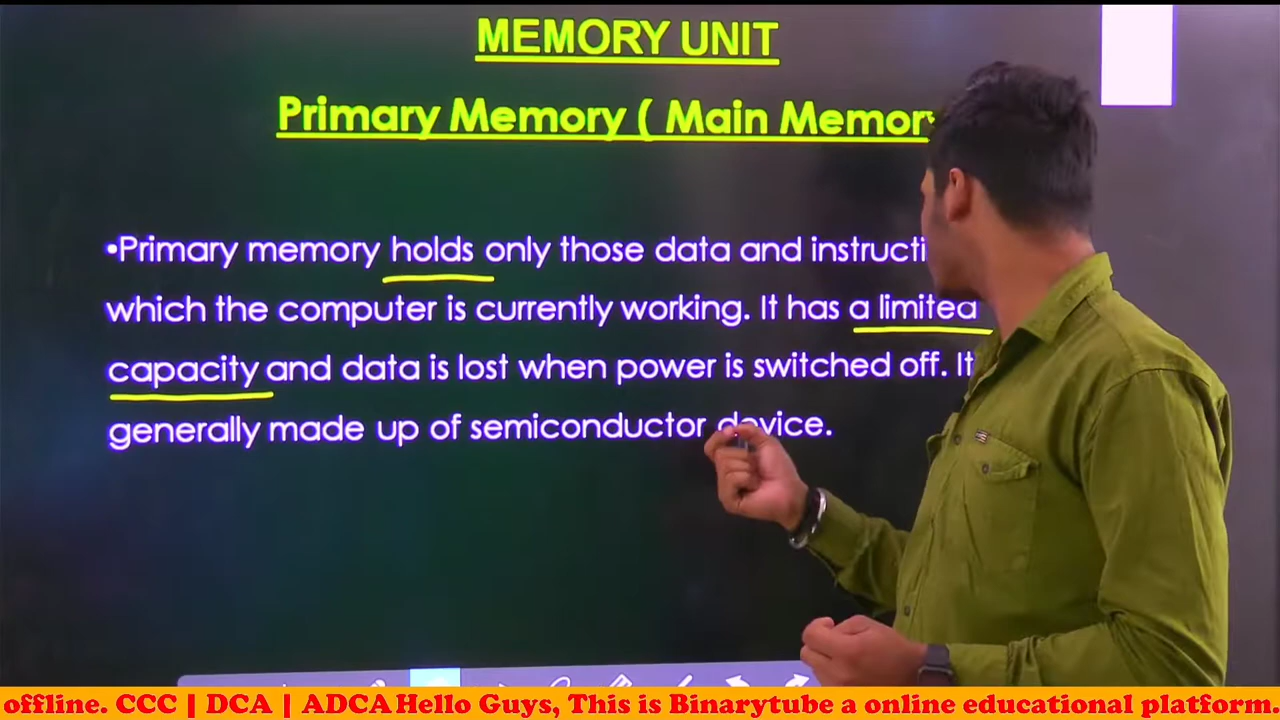 MEMORY UNIT
Primary Memory ( Main Memory
•Primary memory holds only those data and instructi
which the computer is currently working. It has a limited
capacity and data is lost when power is switched off. It
generally made up of semiconductor device.
offline. CCC | DCA | ADCA Hello Guys, This is Binarytube a online educational platform.